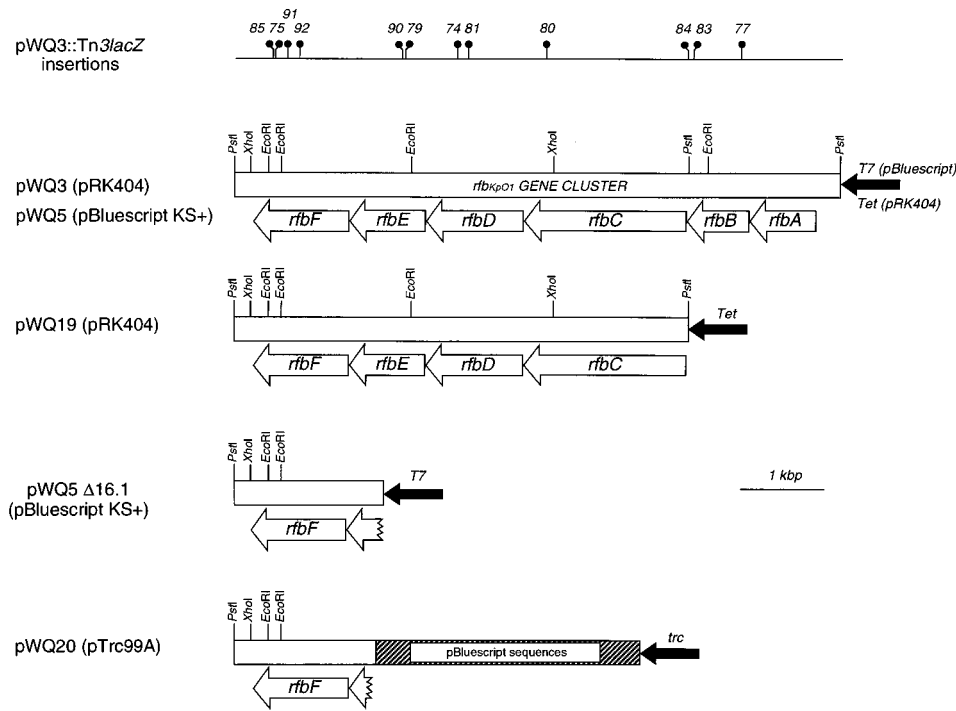 91
85 75 92 90 79 74 81 80 84 83 77
pWQ3::Tn3lacZ
insertions
PstI XhoI EcoRI EcoRI EcoRI XhoI PstI EcoRI PstI
pWQ3 (pRK404)
rfbKpO1 GENE CLUSTER
T7 (pBluescript)
Tet (pRK404)
pWQ5 (pBluescript KS+)
rfbF rfbE rfbD rfbC rfbB rfbA
PstI XhoI EcoRI EcoRI EcoRI XhoI PstI
pWQ19 (pRK404)
Tet
rfbF rfbE rfbD rfbC
PstI XhoI EcoRI EcoRI
pWQ5 Δ16.1
(pBluescript KS+)
T7
1 kbp
rfbF
PstI XhoI EcoRI EcoRI
pWQ20 (pTrc99A)
pBluescript sequences
trc
rfbF